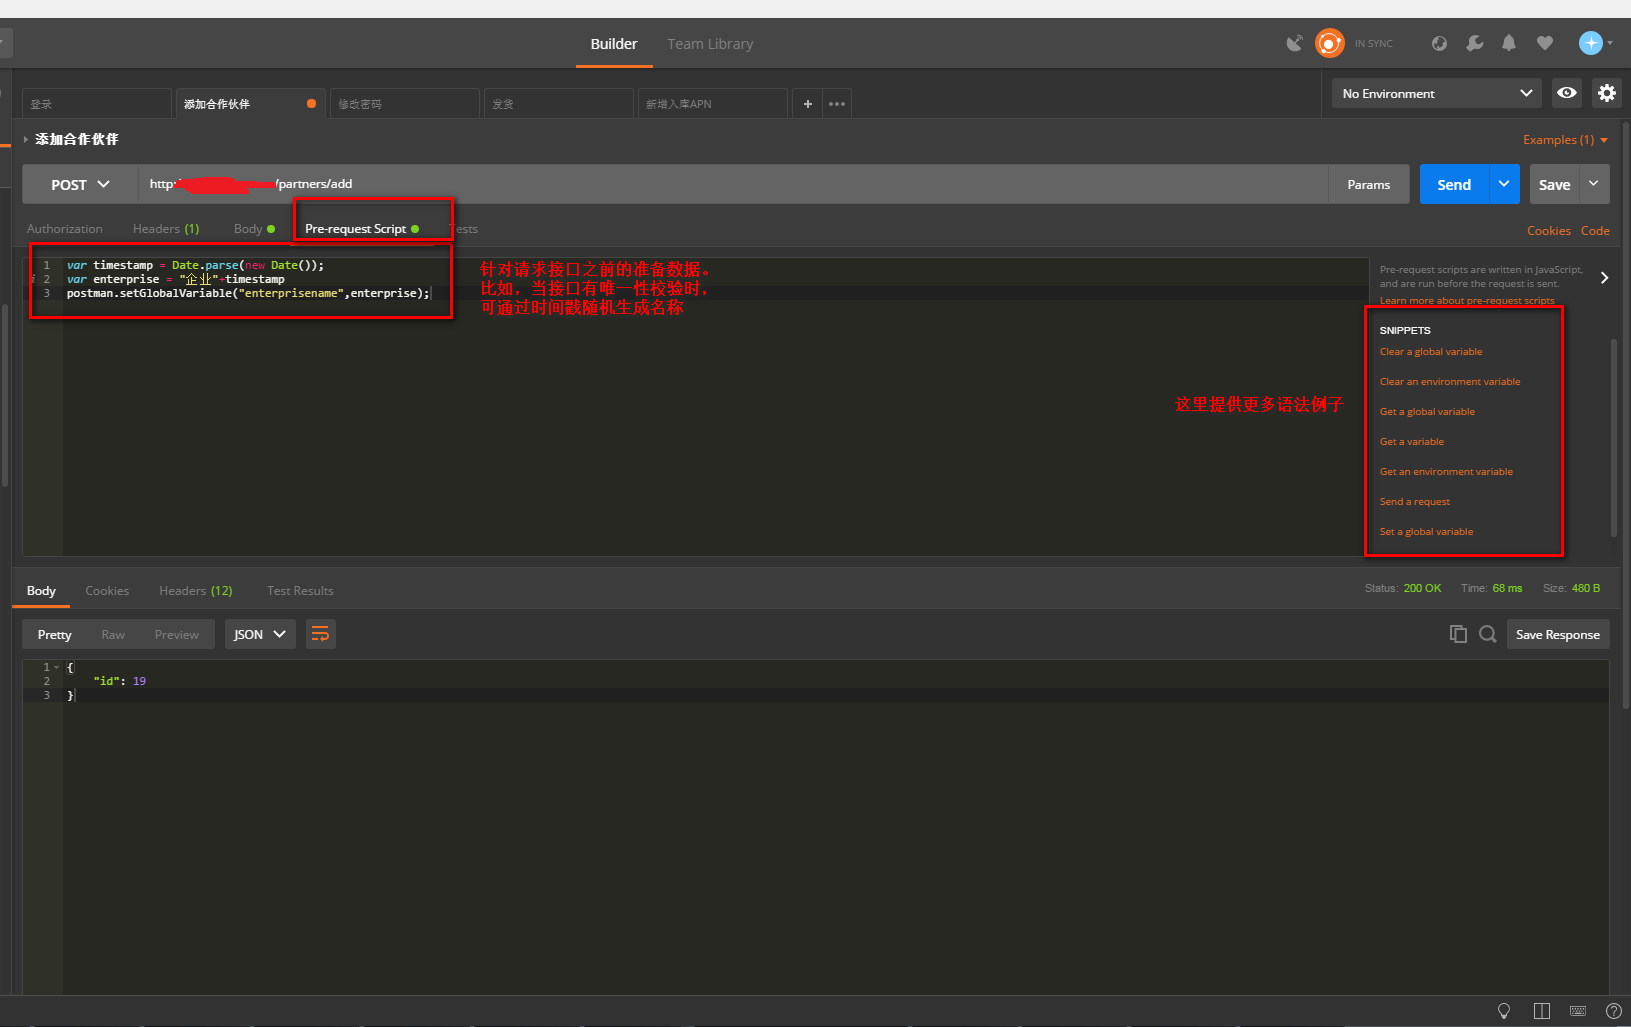 Builder
Team Library
IN SYNC
登录
添加合作伙伴
修改密码
发货
新增入库APN
+
No Environment
添加合作伙伴
Examples (1)
POST
http:
/partners/add
Params
Send
Save
Authorization
Headers (1)
Body
Pre-request Script
ests
Cookies
Code
1 var timestamp = Date.parse(new Date());
i 2 var enterprise = "企业"+timestamp
3 postman.setGlobalVariable("enterprisename",enterprise);
针对请求接口之前的准备数据。
比如，当接口有唯一性校验时，
可通过时间戳随机生成名称
Pre-request scripts are written in JavaScript,
and are run before the request is sent.
Learn more about pre-request scripts
SNIPPETS
Clear a global variable
Clear an environment variable
这里提供更多语法例子
Get a global variable
Get a variable
Get an environment variable
Send a request
Set a global variable
Body
Cookies
Headers (12)
Test Results
Status: 200 OK
Time: 68 ms
Size: 480 B
Pretty
Raw
Preview
JSON
Save Response
1 {
2 "id": 19
3 }